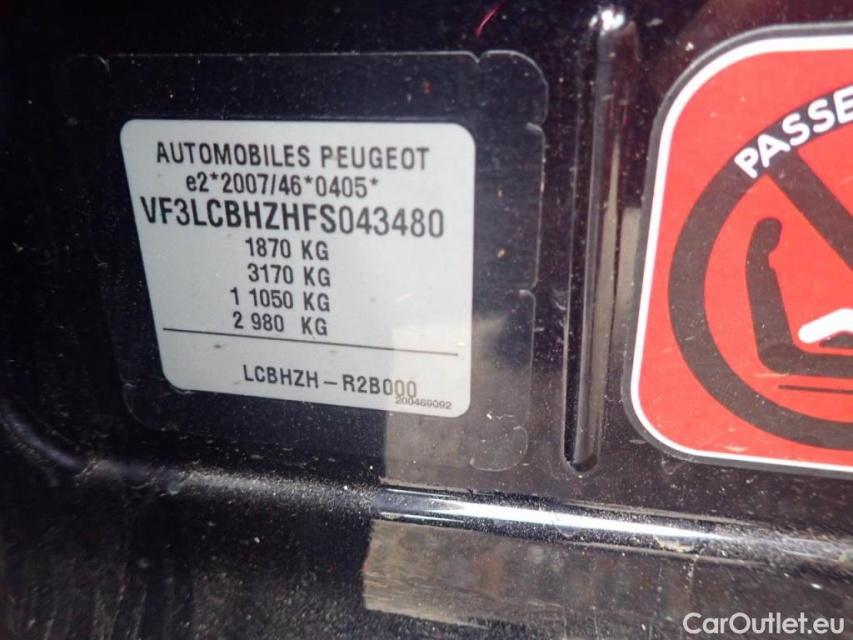 AUTOMOBILES PEUGEOT
e2*2007/46*0405*
VF3LCBHZHFS043480
1870 KG
3170 KG
1 1050 KG
2 980 KG
LCBHZH-R2B000
200469092
PASSE
CarOutlet.eu